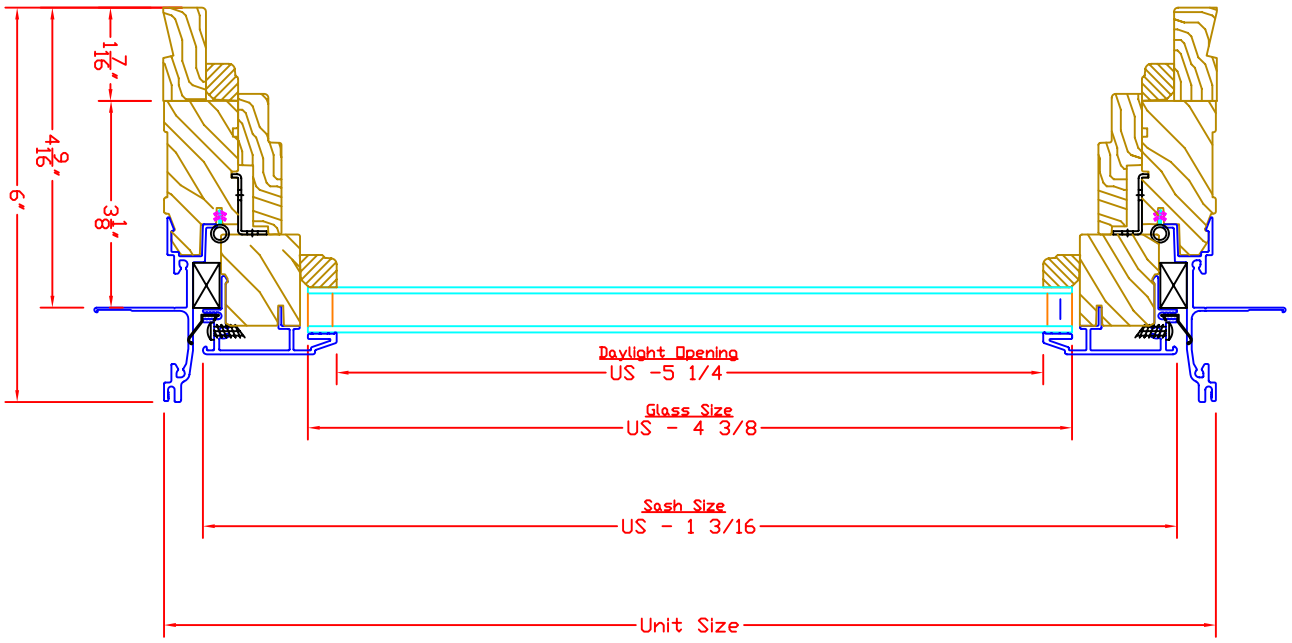 1 7/16"
4 9/16"
3 1/8"
6"
Daylight Opening
US -5 1/4
Glass Size
US - 4 3/8
Sash Size
US - 1 3/16
Unit Size